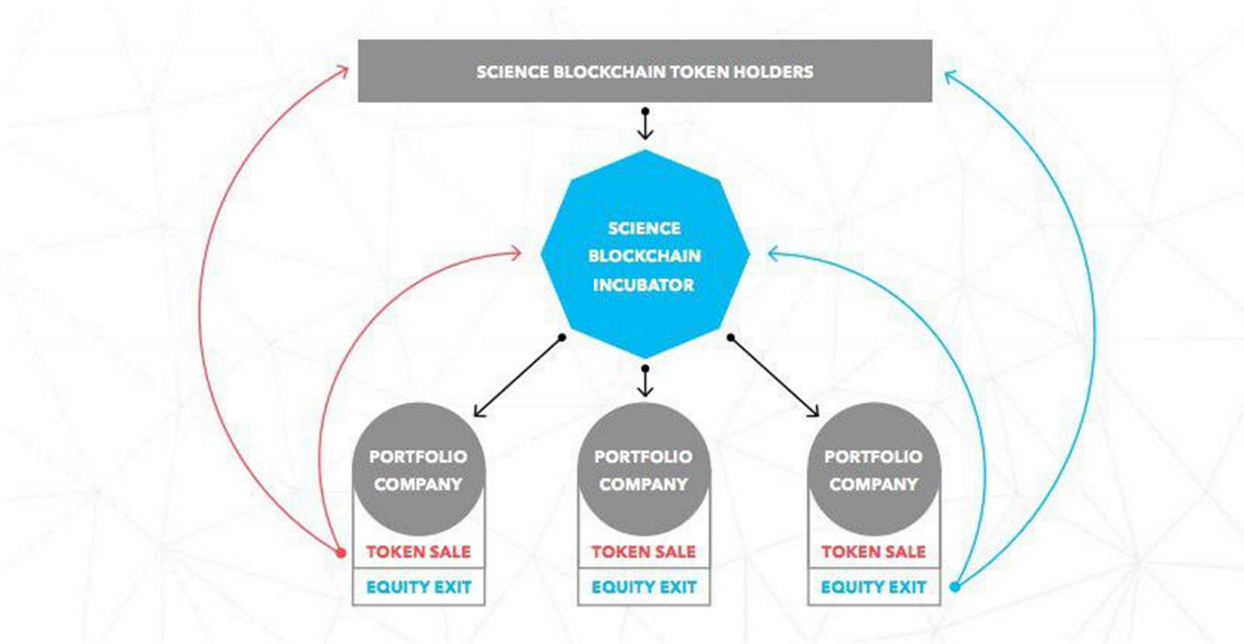 SCIENCE BLOCKCHAIN TOKEN HOLDERS
SCIENCE
BLOCKCHAIN
INCUBATOR
PORTFOLIO
COMPANY
TOKEN SALE
EQUITY EXIT
PORTFOLIO
COMPANY
TOKEN SALE
EQUITY EXIT
PORTFOLIO
COMPANY
TOKEN SALE
EQUITY EXIT